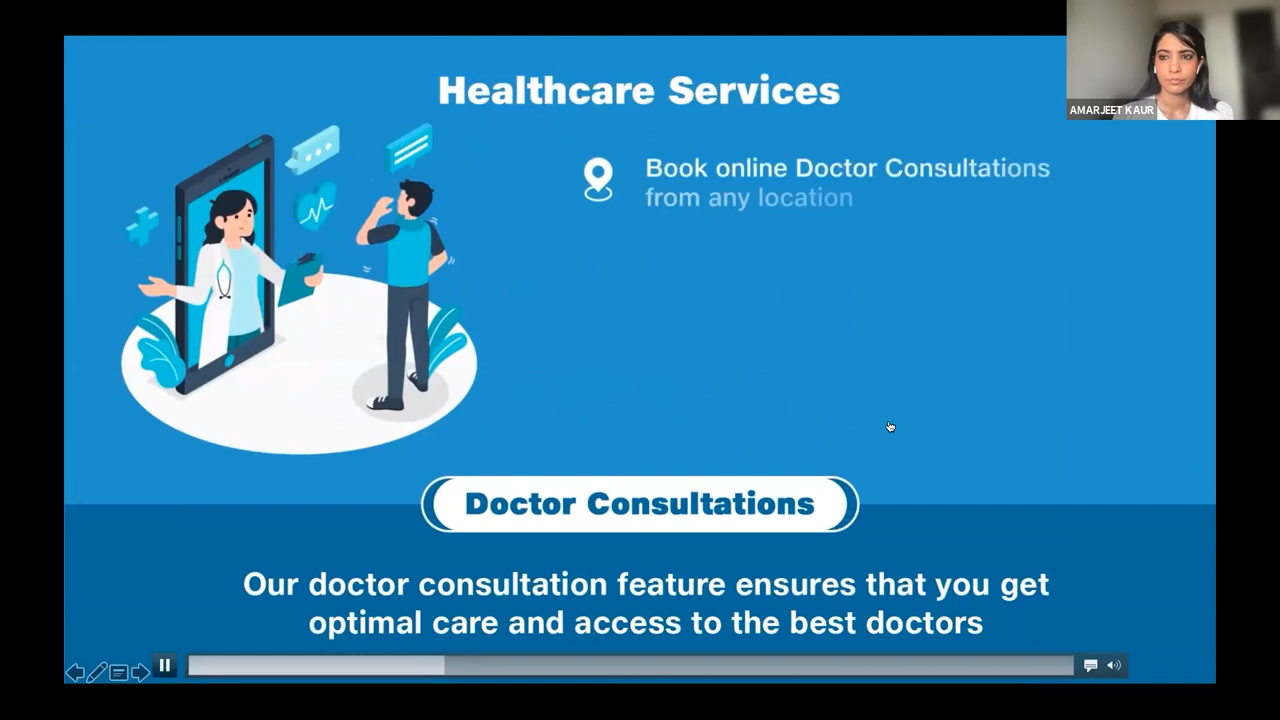 Healthcare Services
AMARJEET KAUR
Book online Doctor Consultations
from any location
Doctor Consultations
Our doctor consultation feature ensures that you get
optimal care and access to the best doctors